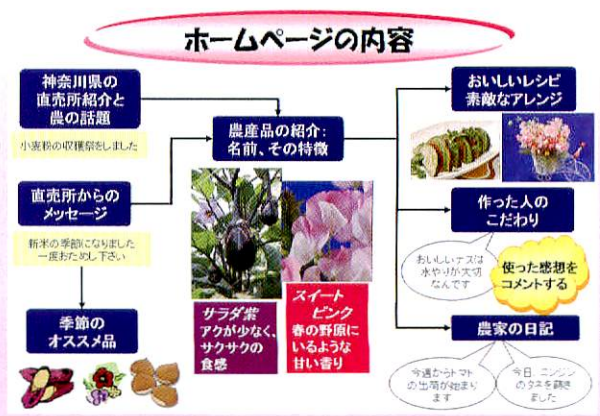 ホームページの内容
神奈川県の
直売所紹介と
農の話題
小麦粉の収穫祭をしました
直売所からの
メッセージ
新米の季節になりました
一度おためし下さい
季節の
オススメ品
農産品の紹介:
名前、その特徴
サラダ紫
アクが少なく、
サクサクの
食感
スイート
ピンク
春の野原に
いるような
甘い香り
おいしいレシピ
素敵なアレンジ
作った人の
こだわり
おいしいナスは
水やりが大切
なんです
使った感想を
コメントする
農家の日記
今週からトマト
の出荷が始まり
ます
今日、ニンジン
のタネを蒔き
ました